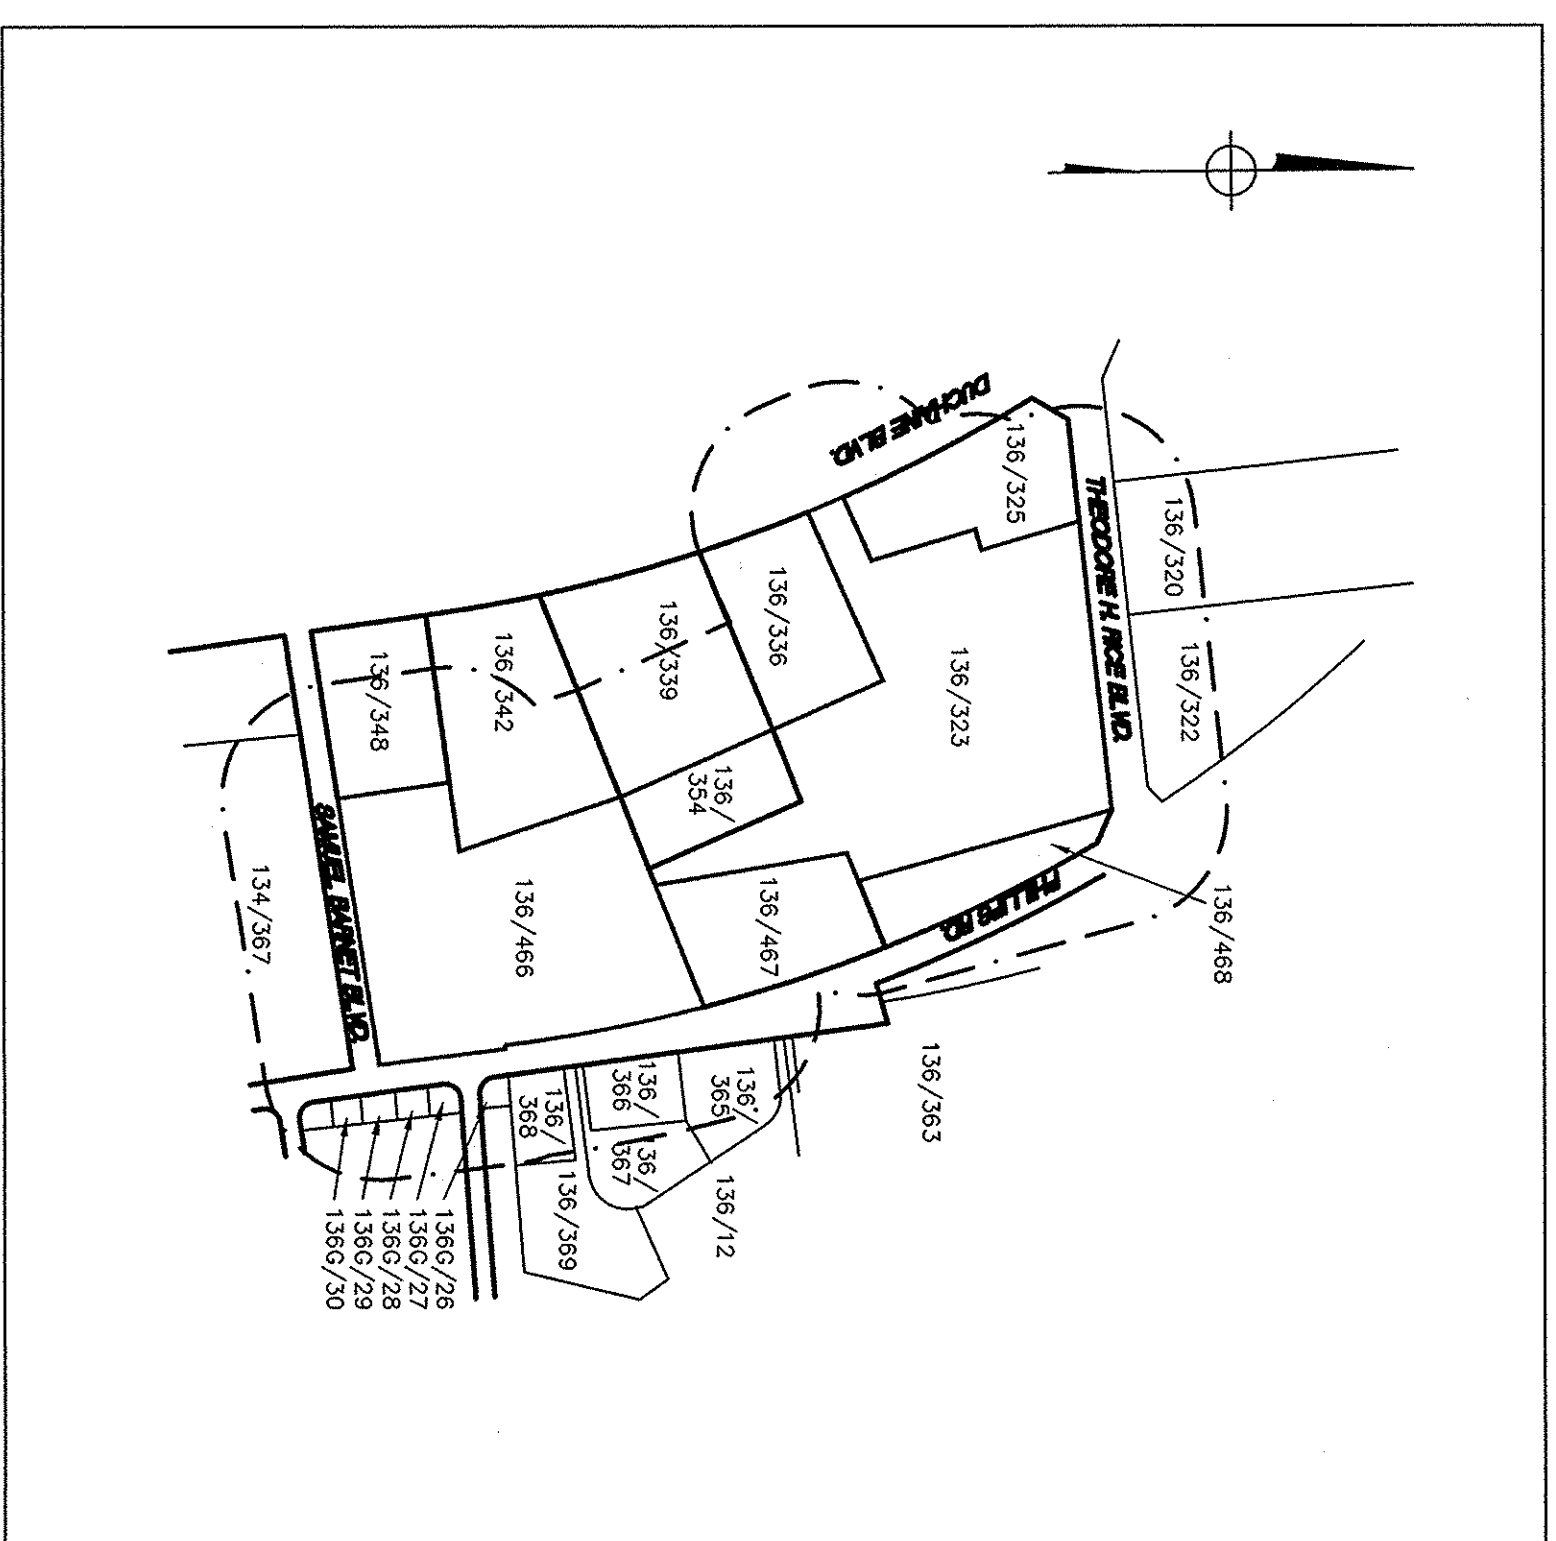 DUCHAINE BLVD.
THEODORE H. RICE BLVD.
136/320
136/322
136/325
136/323
136/336
136/339
136/342
136/348
136/
354
136/468
PHILLIPS RD.
136/467
136/466
SAMUEL BARNET BLVD.
134/367
136/363
136/
365
136/
366
136/
367
136/
368
136/369
136/12
136G/26
136G/27
136G/28
136G/29
136G/30